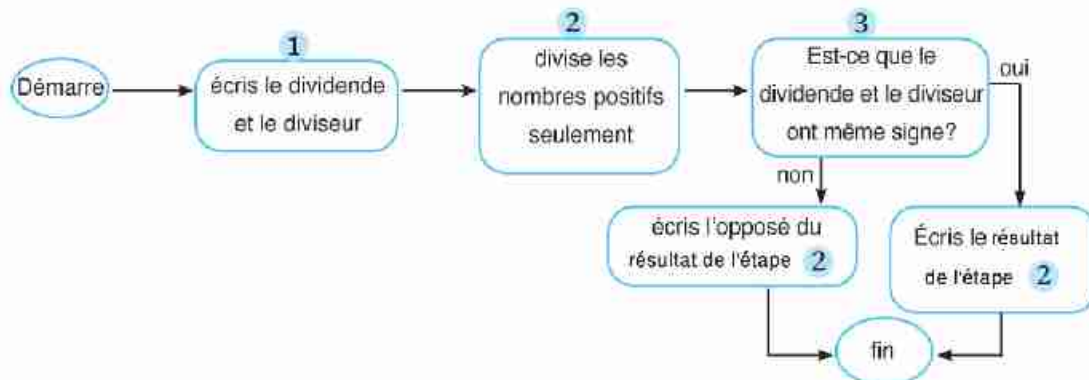 Démarre
1
écris le dividende
et le diviseur
2
divise les
nombres positifs
seulement
3
Est-ce que le
dividende et le diviseur
ont même signe?
oui
non
écris l'opposé du
résultat de l'étape 2
Écris le résultat
de l'étape 2
fin